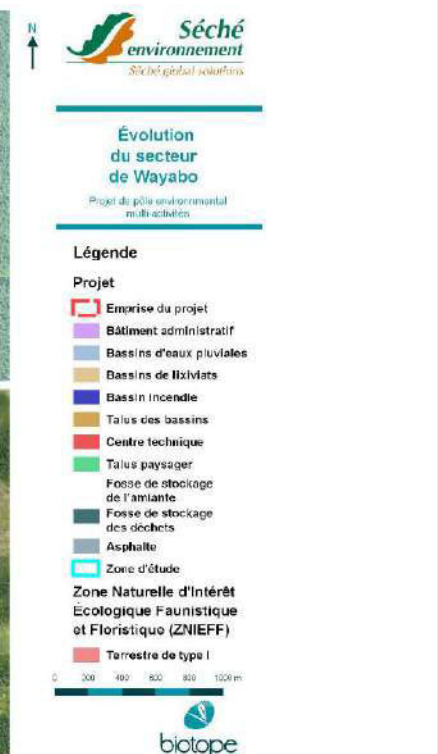 N
Séché
environnement
Séché global solutions
Évolution
du secteur
de Wayabo
Projet de pôle environnemental
multi-activités
Légende
Projet
Emprise du projet
Bâtiment administratif
Bassins d'eaux pluviales
Bassins de lixiviats
Bassin incendie
Talus des bassins
Centre technique
Talus paysager
Fosse de stockage
de l'amiante
Fosse de stockage
des déchets
Asphalte
Zone d'étude
Zone Naturelle d'Intérêt
Écologique Faunistique
et Floristique (ZNIEFF)
Terrestre de type I
0 200 400 600 800 1000 m
biotope